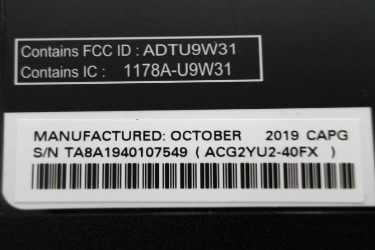 Contains FCC ID : ADTU9W31
Contains IC : 1178A-U9W31
MANUFACTURED: OCTOBER 2019 CAPG
S/N TA8A1940107549 ( ACG2YU2-40FX )